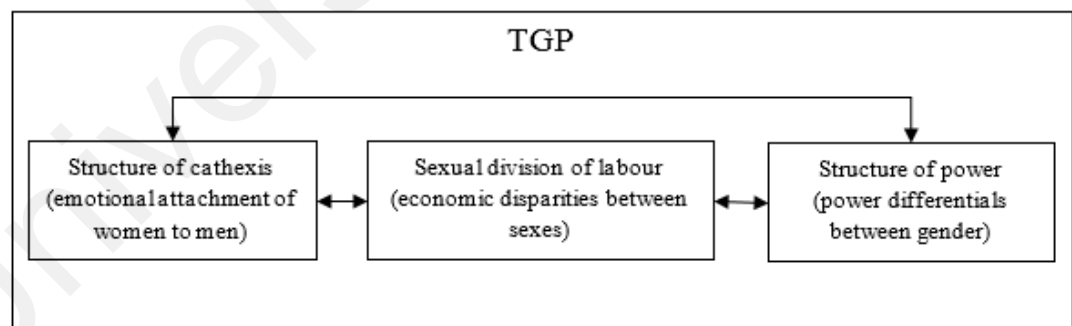 TGP
Structure of cathexis
(emotional attachment of
women to men)
Sexual division of labour
(economic disparities between
sexes)
Structure of power
(power differentials
between gender)